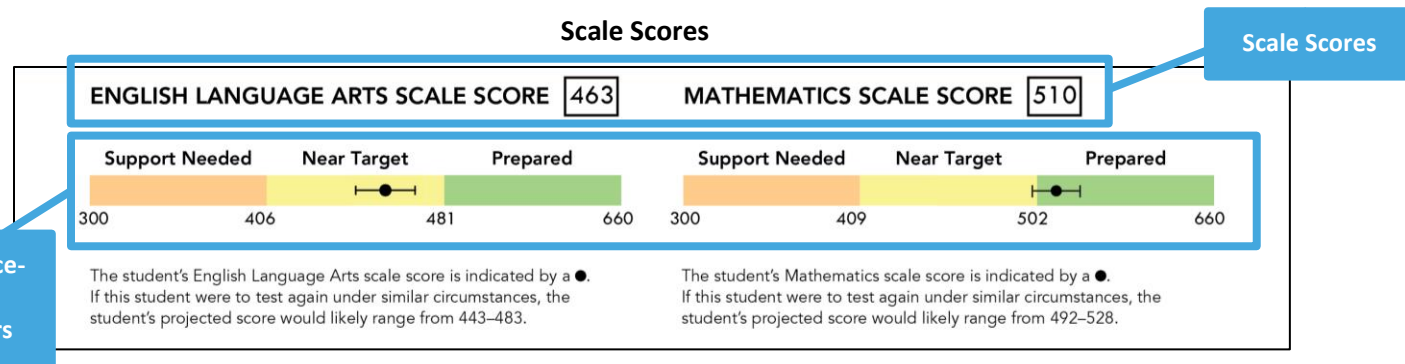 Scale Scores
Scale Scores
ENGLISH LANGUAGE ARTS SCALE SCORE 463
MATHEMATICS SCALE SCORE 510
Support Needed Near Target Prepared
300 406 481 660
Support Needed Near Target Prepared
300 409 502 660
The student's English Language Arts scale score is indicated by a ●.
If this student were to test again under similar circumstances, the
student's projected score would likely range from 443–483.
The student's Mathematics scale score is indicated by a ●.
If this student were to test again under similar circumstances, the
student's projected score would likely range from 492–528.